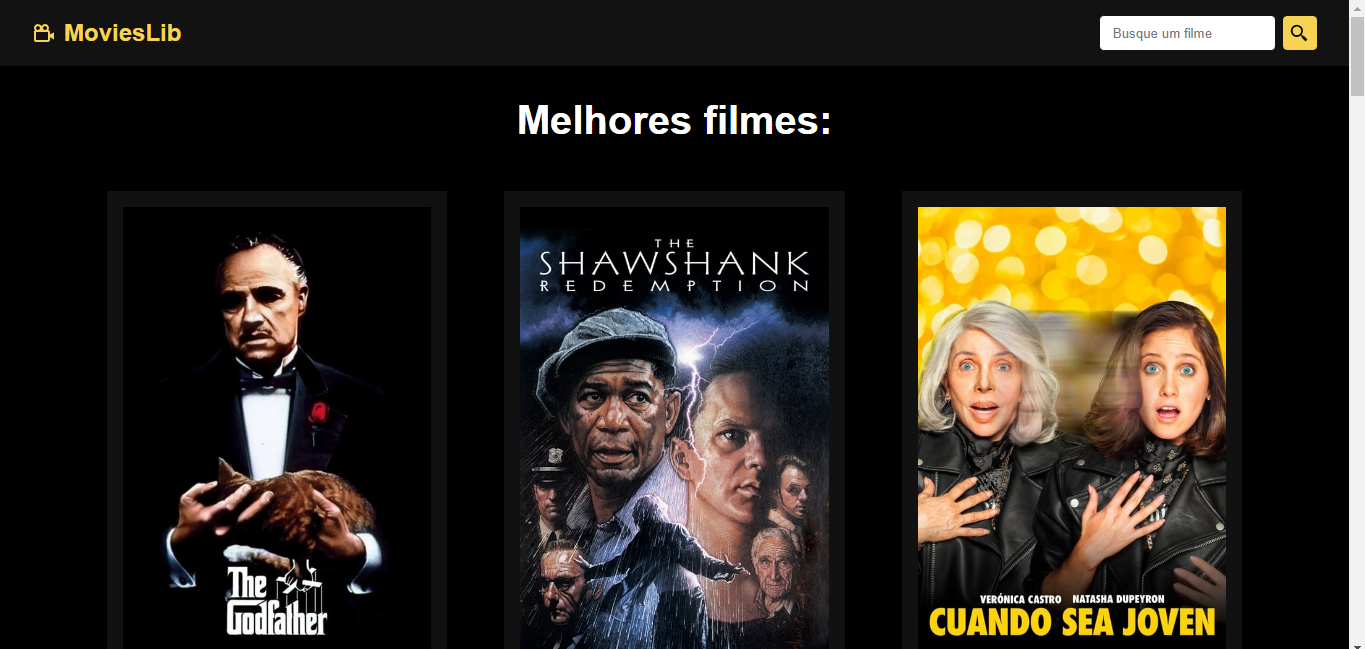 MoviesLib
Busque um filme
Melhores filmes:
The
Godfather
THE
SHAWSHANK
REDEMPTION
VERÓNICA CASTRO NATASHA DUPEYRON
CUANDO SEA JOVEN